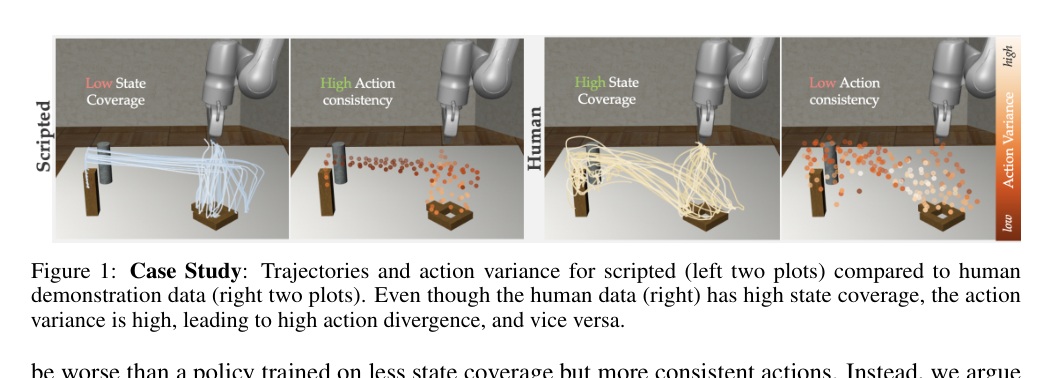 Scripted
Low State
Coverage
High Action
consistency
Human
High State
Coverage
Low Action
consistency
high
Action Variance
low
Figure 1: Case Study: Trajectories and action variance for scripted (left two plots) compared to human
demonstration data (right two plots). Even though the human data (right) has high state coverage, the action
variance is high, leading to high action divergence, and vice versa.
be worse than a policy trained on less state coverage but more consistent actions. Instead, we argue